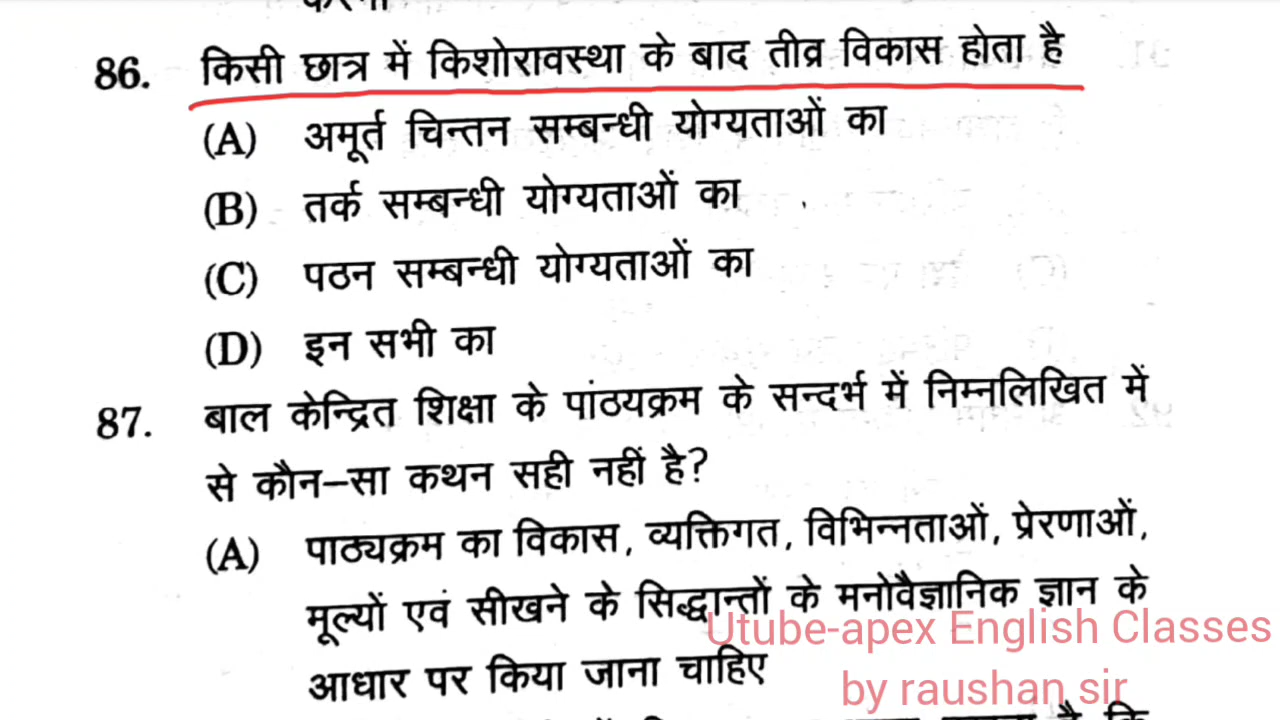 करना
86. किसी छात्र में किशोरावस्था के बाद तीव्र विकास होता है
(A) अमूर्त चिन्तन सम्बन्धी योग्यताओं का
(B) तर्क सम्बन्धी योग्यताओं का
(C) पठन सम्बन्धी योग्यताओं का
(D) इन सभी का
87. बाल केन्द्रित शिक्षा के पांठयक्रम के सन्दर्भ में निम्नलिखित में
से कौन–सा कथन सही नहीं है?
(A) पाठ्यक्रम का विकास, व्यक्तिगत, विभिन्नताओं, प्रेरणाओं,
मूल्यों एवं सीखने के सिद्धान्तों के मनोवैज्ञानिक ज्ञान के
आधार पर किया जाना चाहिए
Utube-apex English Classes
by raushan sir